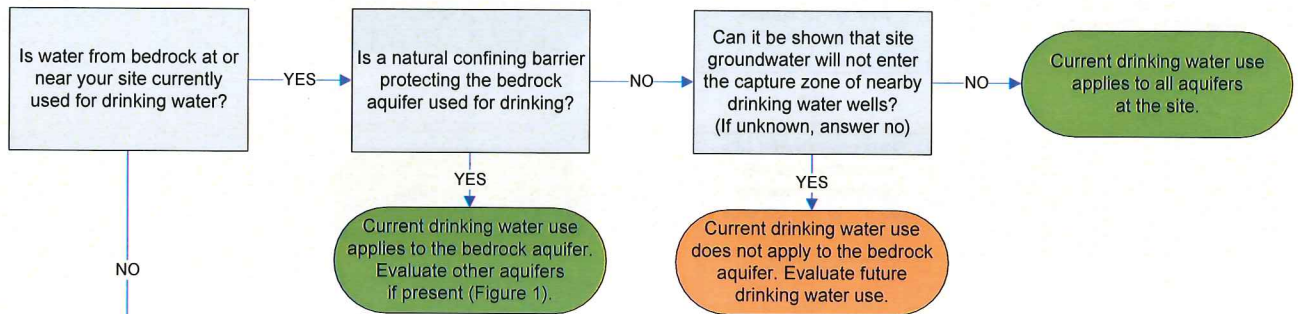 Is water from bedrock at or
near your site currently
used for drinking water?
YES
Is a natural confining barrier
protecting the bedrock
aquifer used for drinking?
NO
Can it be shown that site
groundwater will not enter
the capture zone of nearby
drinking water wells?
(If unknown, answer no)
NO
Current drinking water use
applies to all aquifers
at the site.
YES
Current drinking water use
applies to the bedrock aquifer.
Evaluate other aquifers
if present (Figure 1).
YES
Current drinking water use
does not apply to the bedrock
aquifer. Evaluate future
drinking water use.
NO